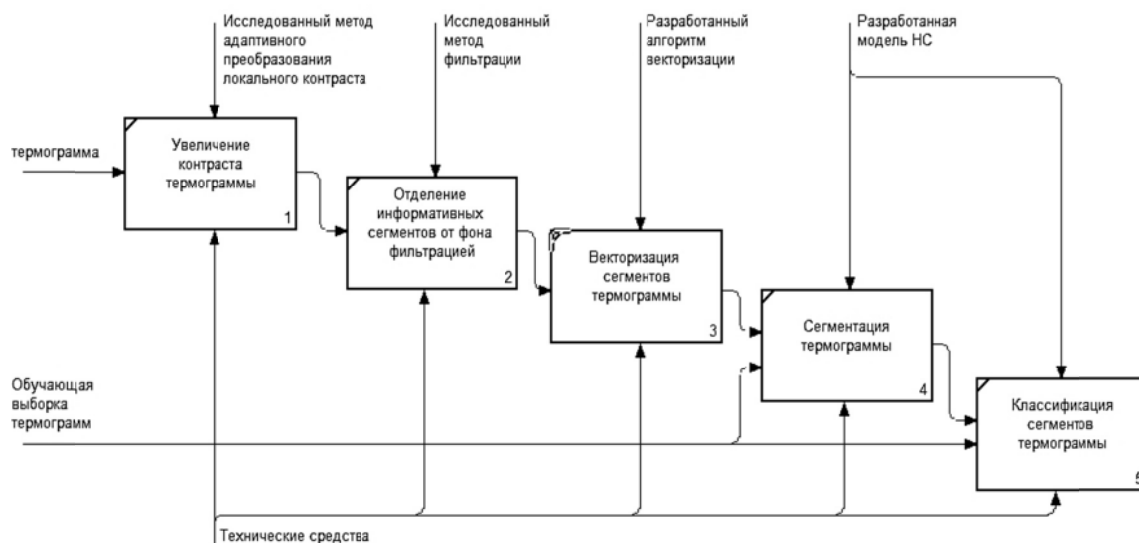 Исследованный метод
адаптивного
преобразования
локального контраста
Исследованный
метод
фильтрации
Разработанный
алгоритм
векторизации
Разработанная
модель НС
термограмма
Увеличение
контраста
термограммы
1
Отделение
информативных
сегментов от фона
фильтрацией
2
Векторизация
сегментов
термограммы
3
Сегментация
термограммы
4
Обучающая
выборка
термограмм
Классификация
сегментов
термограммы
5
Технические средства